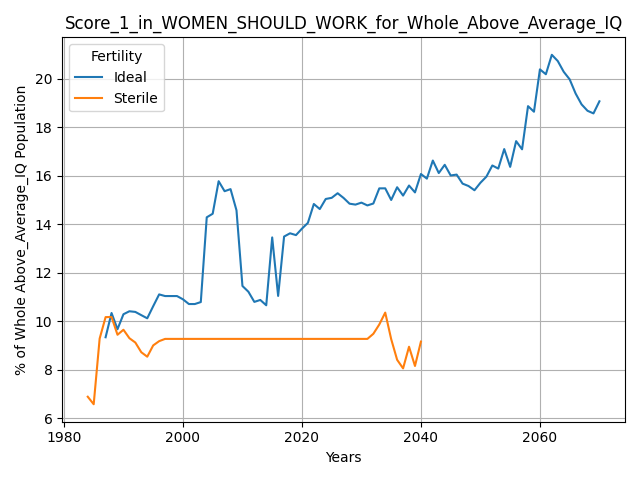 Score_1_in_WOMEN_SHOULD_WORK_for_Whole_Above_Average_IQ
Fertility
Ideal
Sterile
% of Whole Above_Average_IQ Population
20
18
16
14
12
10
8
6
1980
2000
2020
2040
2060
Years